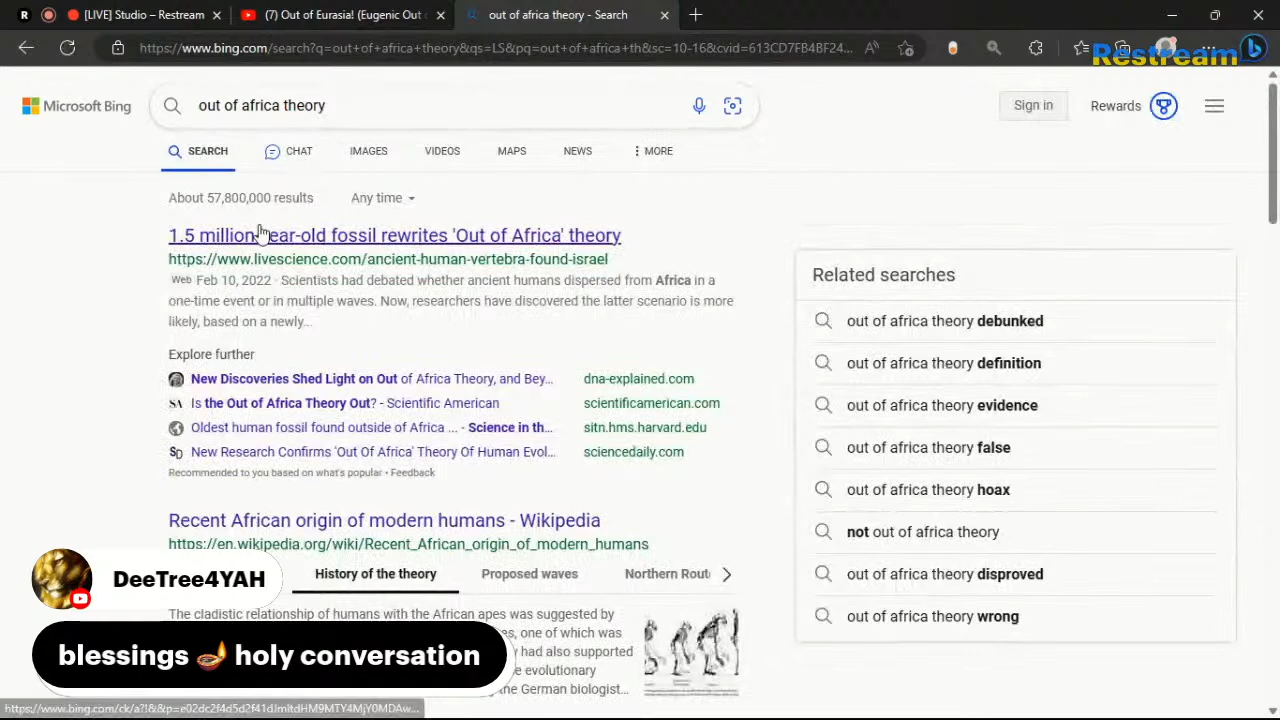 [LIVE] Studio – Restream
(7) Out of Eurasia! (Eugenic Out
out of africa theory - Search
https://www.bing.com/search?q=out+of+africa+theory&qs=LS&pq=out+of+africa+th&sc=10-16&cvid=613CD7FB4BF24...
Restream
Microsoft Bing
out of africa theory
Sign in
Rewards
SEARCH
CHAT
IMAGES
VIDEOS
MAPS
NEWS
MORE
About 57,800,000 results
Any time
1.5 million-year-old fossil rewrites 'Out of Africa' theory
https://www.livescience.com/ancient-human-vertebra-found-israel
Web Feb 10, 2022 · Scientists had debated whether ancient humans dispersed from Africa in a
one-time event or in multiple waves. Now, researchers have discovered the latter scenario is more
likely, based on a newly...
Explore further
New Discoveries Shed Light on Out of Africa Theory, and Bey...
dna-explained.com
Is the Out of Africa Theory Out? - Scientific American
scientificamerican.com
Oldest human fossil found outside of Africa ... - Science in th...
sitn.hms.harvard.edu
New Research Confirms 'Out Of Africa' Theory Of Human Evol...
sciencedaily.com
Recommended to you based on what's popular • Feedback
Recent African origin of modern humans - Wikipedia
https://en.wikipedia.org/wiki/Recent_African_origin_of_modern_humans
History of the theory
Proposed waves
Northern Rout
The cladistic relationship of humans with the African apes was suggested by
es, one of which was
y had also supported
e evolutionary
the German biologist...
Related searches
out of africa theory debunked
out of africa theory definition
out of africa theory evidence
out of africa theory false
out of africa theory hoax
not out of africa theory
out of africa theory disproved
out of africa theory wrong
DeeTree4YAH
blessings 🪔 holy conversation